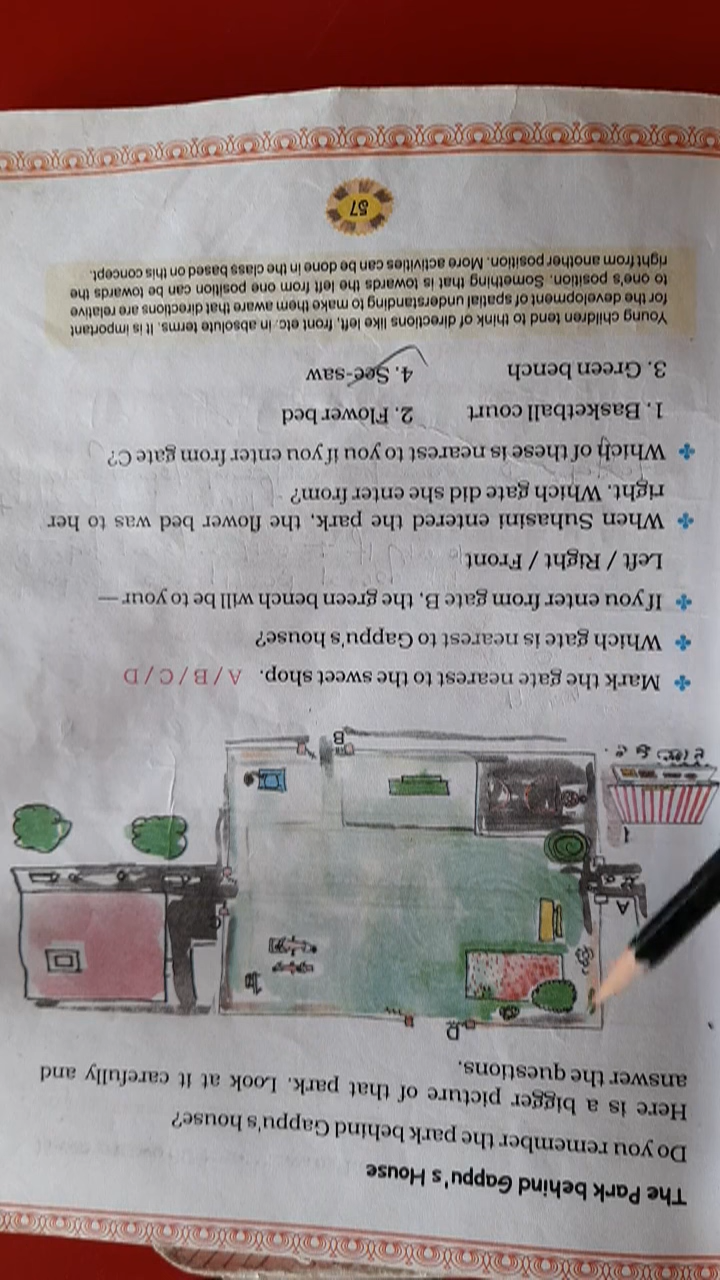 The Park behind Gappu's House
Do you remember the park behind Gappu's house?
Here is a bigger picture of that park. Look at it carefully and
answer the questions.
D
A
C
B
Mark the gate nearest to the sweet shop. A / B / C / D
Which gate is nearest to Gappu's house?
If you enter from gate B, the green bench will be to your —
Left / Right / Front
When Suhasini entered the park, the flower bed was to her
right. Which gate did she enter from?
Which of these is nearest to you if you enter from gate C?
1. Basketball court 2. Flower bed
3. Green bench 4. See-saw
Young children tend to think of directions like left, front etc. in absolute terms. It is important
for the development of spatial understanding to make them aware that directions are relative
to one's position. Something that is towards the left from one position can be towards the
right from another position. More activities can be done in the class based on this concept.
57